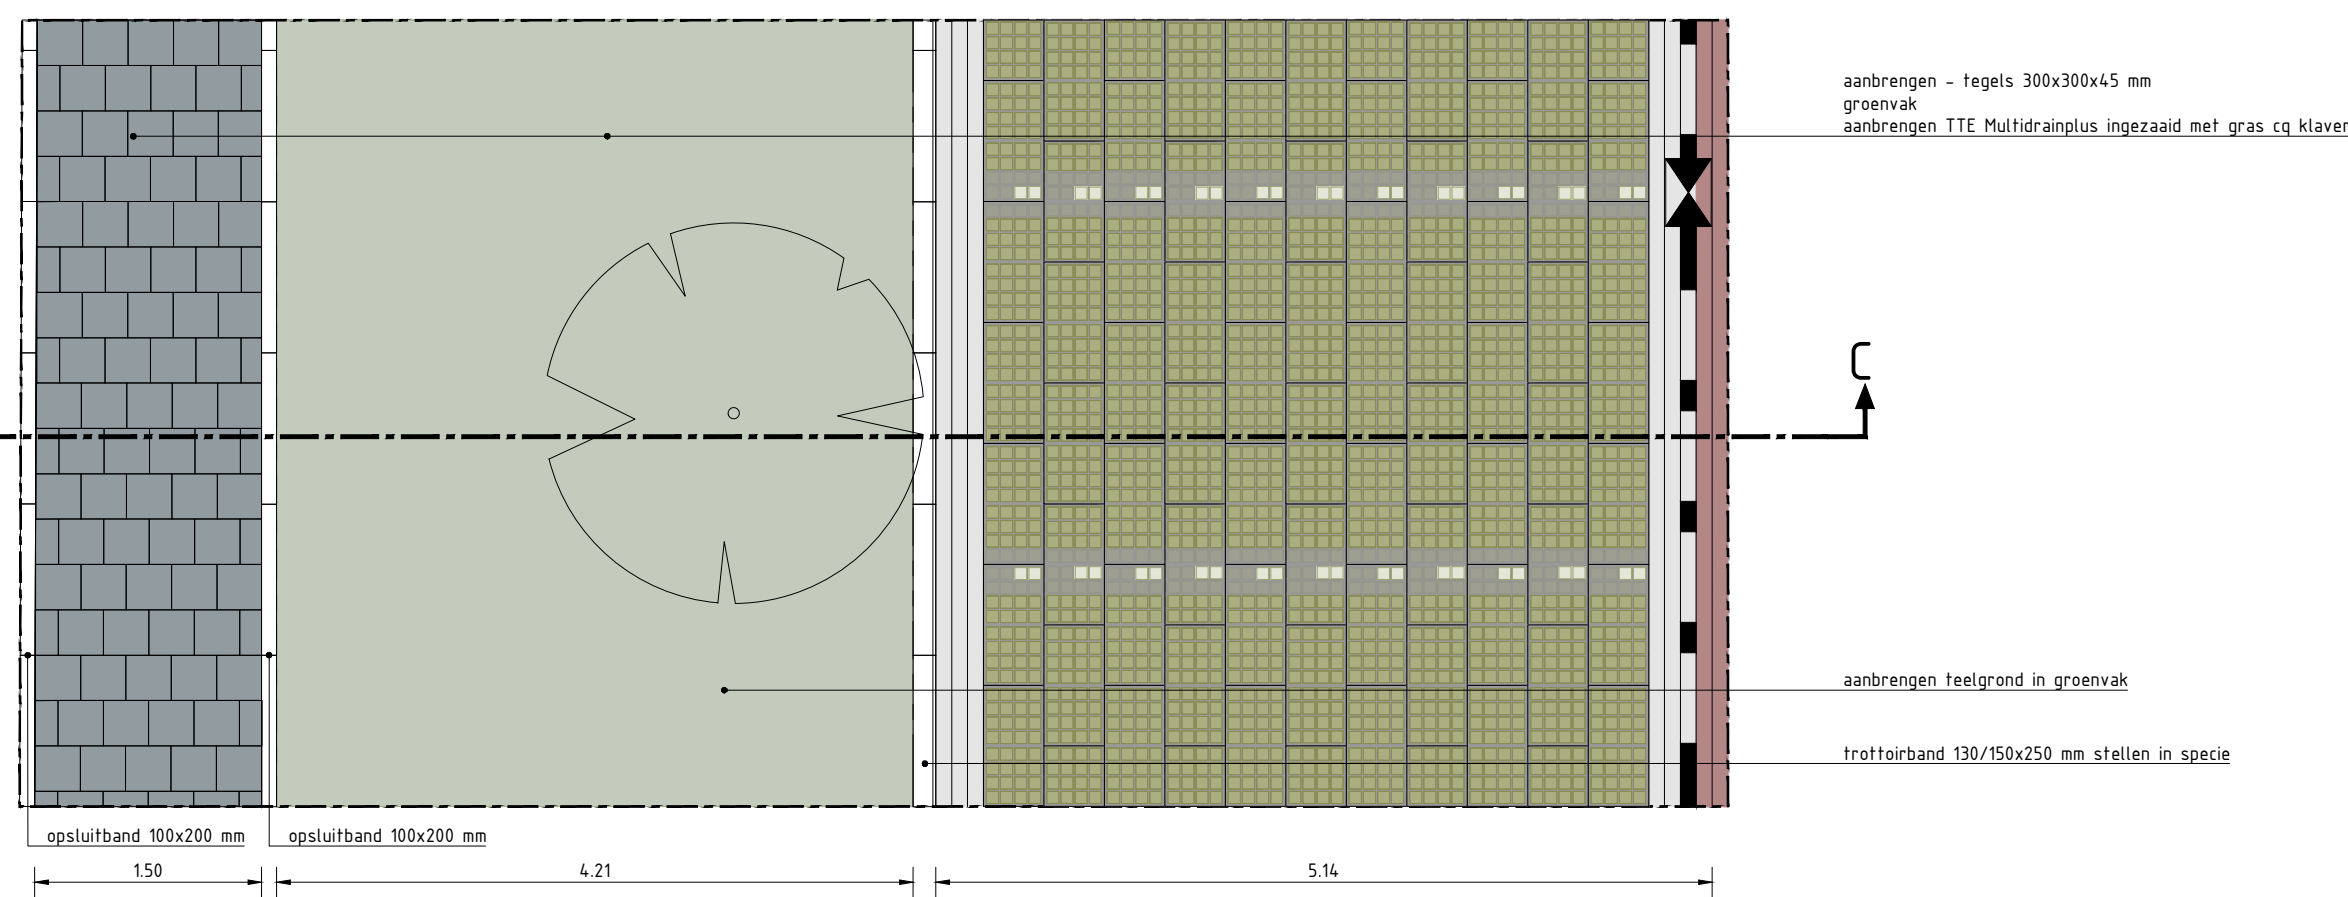 aanbrengen - tegels 300x300x45 mm
groenvak
aanbrengen TTE Multidrainplus ingezaaid met gras cq klaver
C
aanbrengen teelgrond in groenvak
trottoirband 130/150x250 mm stellen in specie
opsluitband 100x200 mm
opsluitband 100x200 mm
1.50
4.21
5.14